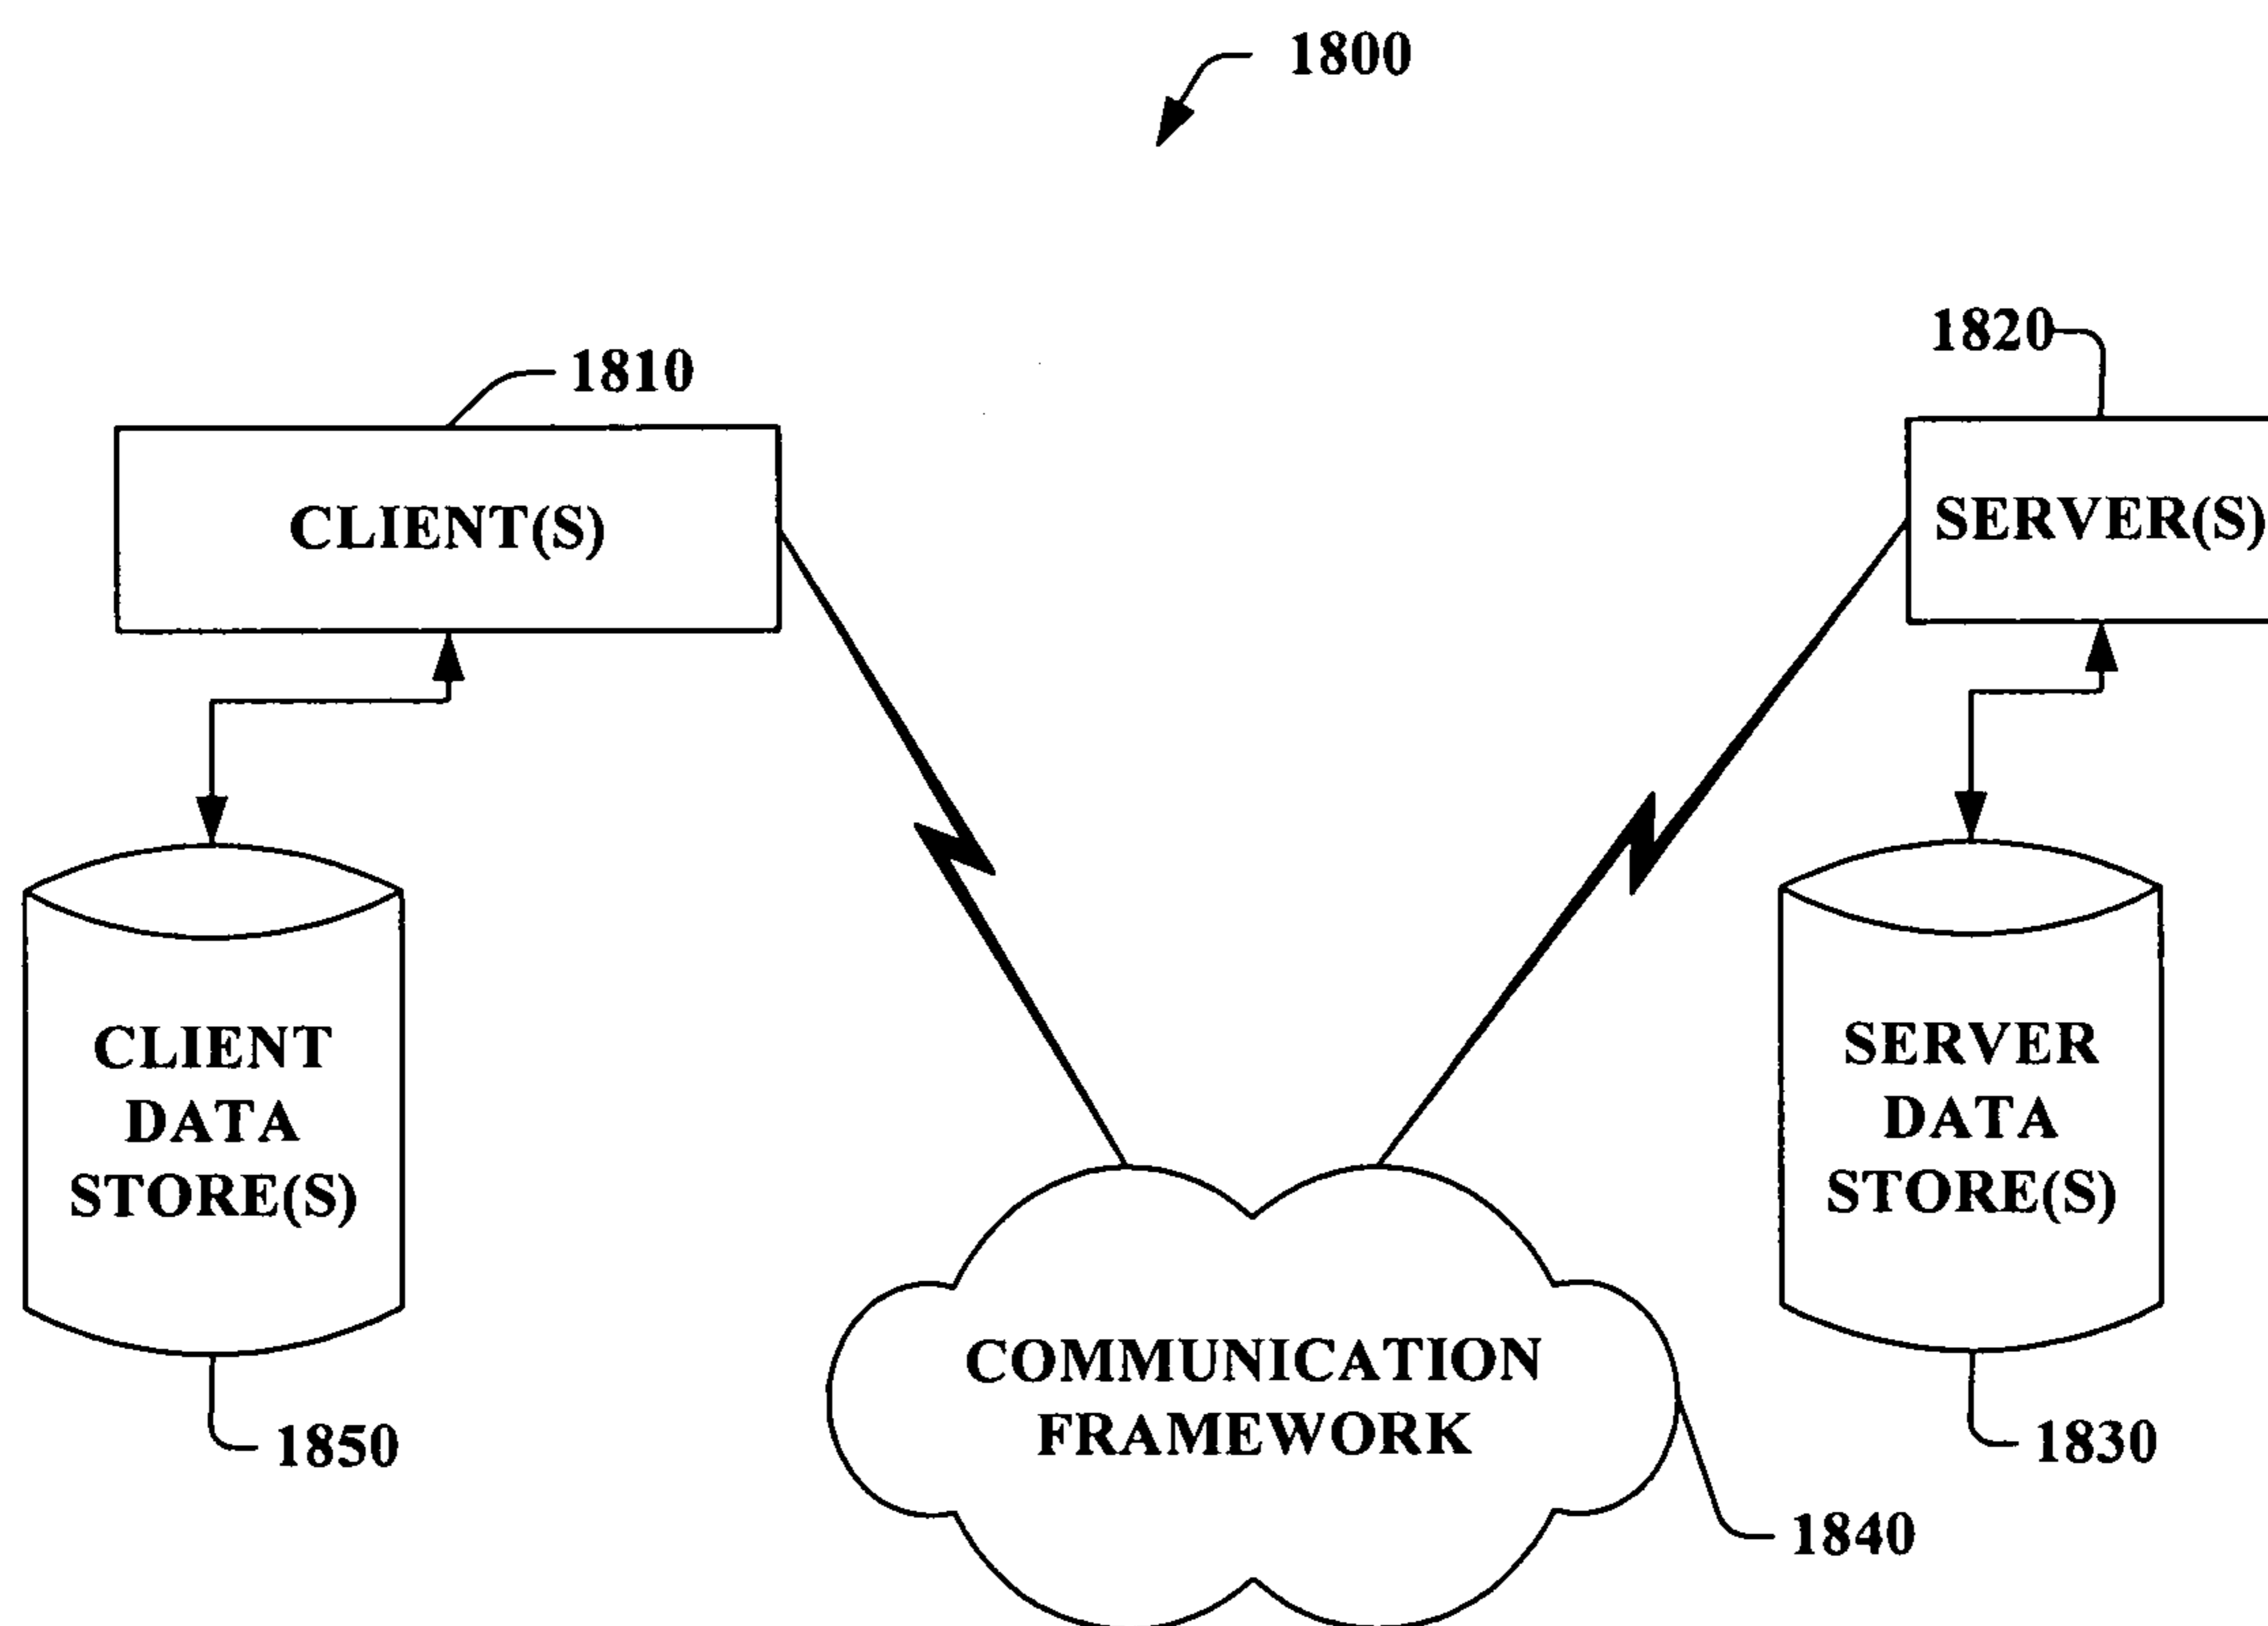 1800
1810
1820
CLIENT(S)
SERVER(S)
CLIENT
DATA
STORE(S)
SERVER
DATA
STORE(S)
COMMUNICATION
FRAMEWORK
1850
1830
1840